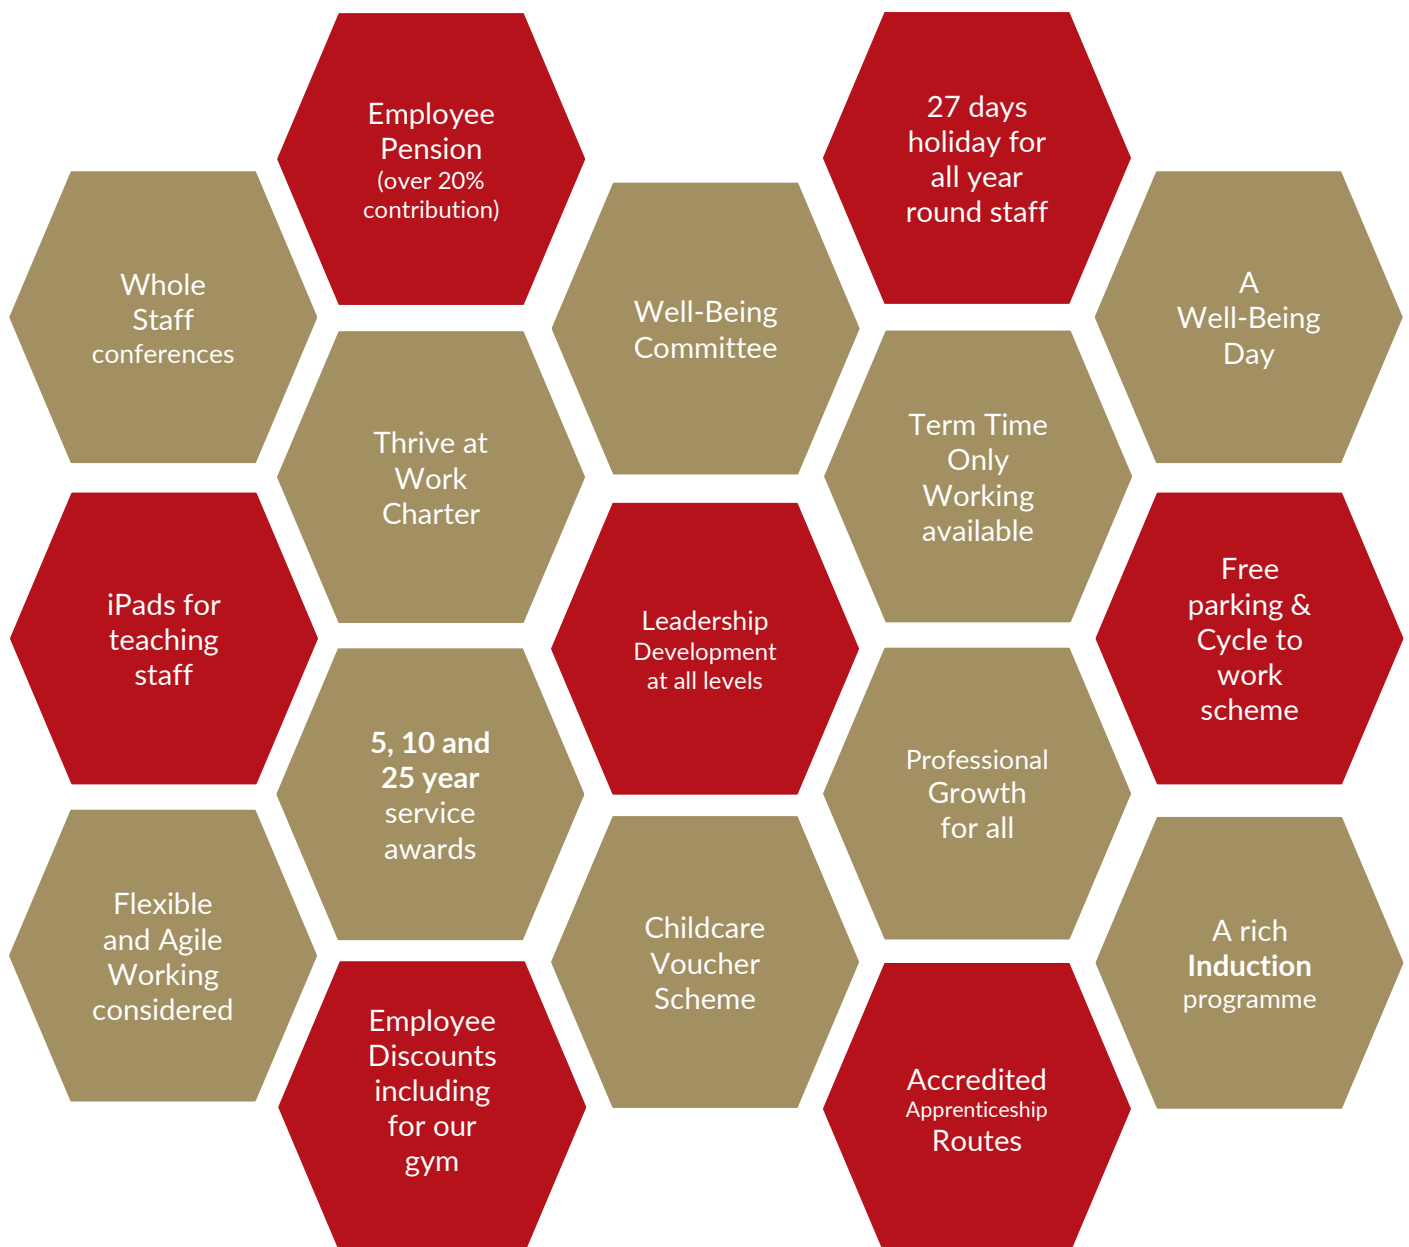 Employee
Pension
(over 20%
contribution)
27 days
holiday for
all year
round staff
Whole
Staff
conferences
Well-Being
Committee
A
Well-Being
Day
Thrive at
Work
Charter
Term Time
Only
Working
available
iPads for
teaching
staff
Leadership
Development
at all levels
Free
parking &
Cycle to
work
scheme
5, 10 and
25 year
service
awards
Professional
Growth
for all
Flexible
and Agile
Working
considered
Childcare
Voucher
Scheme
A rich
Induction
programme
Employee
Discounts
including
for our
gym
Accredited
Apprenticeship
Routes